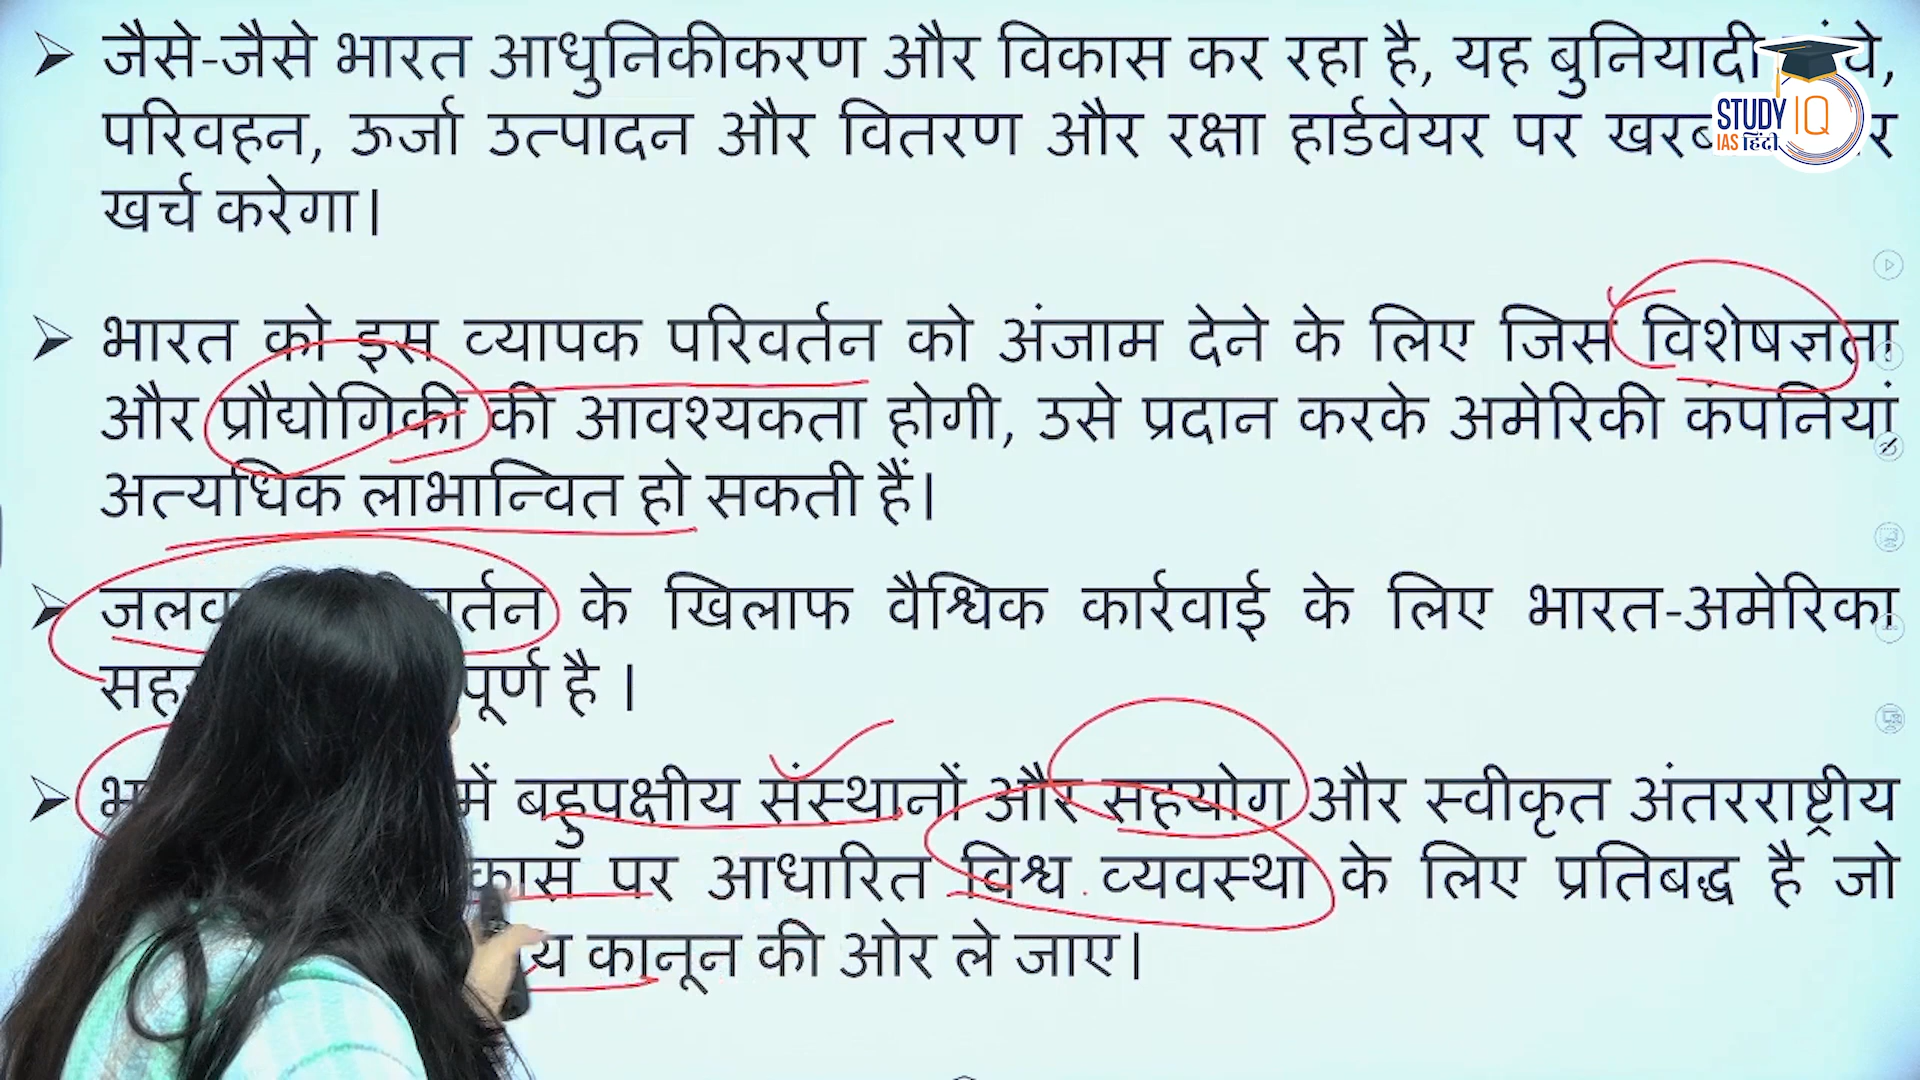 जैसे-जैसे भारत आधुनिकीकरण और विकास कर रहा है, यह बुनियादी
परिवहन, ऊर्जा उत्पादन और वितरण और रक्षा हार्डवेयर पर
खर्च करेगा।
STUDY IQ
IAS हिंदी
भारत को इस व्यापक परिवर्तन को अंजाम देने के लिए जिस विशेषज्ञता
और प्रौद्योगिकी की आवश्यकता होगी, उसे प्रदान करके अमेरिकी कंपनियां
अत्यधिक लाभान्वित हो सकती हैं।
के खिलाफ वैश्विक कार्रवाई के लिए भारत-अमेरिका
है ।
में बहुपक्षीय संस्थानों और सहयोग और स्वीकृत अंतरराष्ट्रीय
पर आधारित विश्व व्यवस्था के लिए प्रतिबद्ध है जो
कानून की ओर ले जाए।